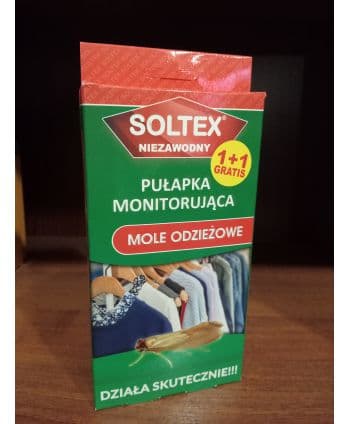 SOLTEX®
NIEZAWODNY
1+1
GRATIS
PUŁAPKA
MONITORUJĄCA
MOLE ODZIEŻOWE
DZIAŁA SKUTECZNIE!!!